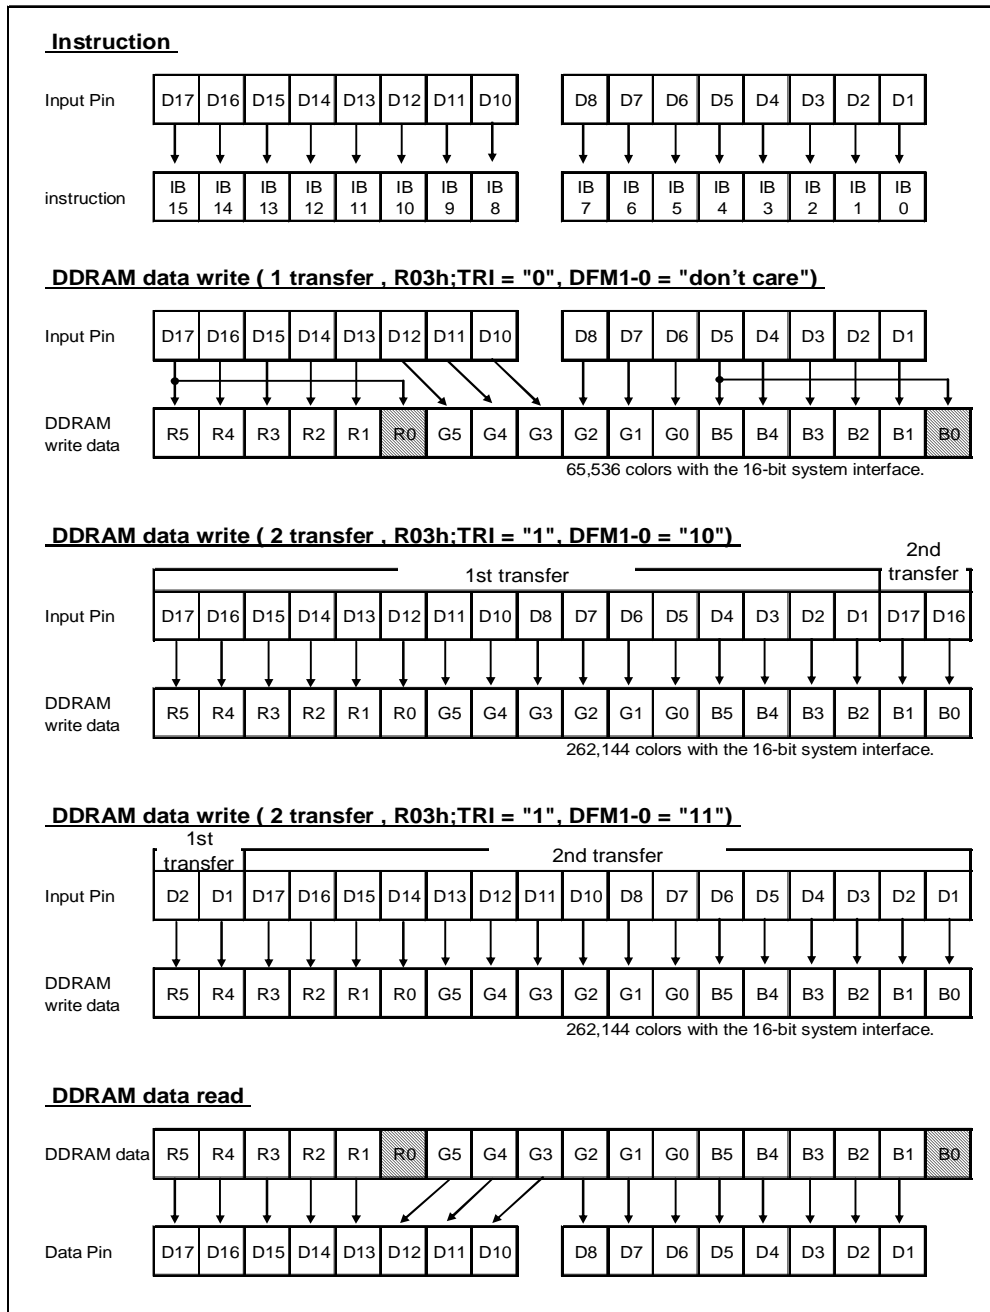 Instruction
Input Pin D17 D16 D15 D14 D13 D12 D11 D10 D8 D7 D6 D5 D4 D3 D2 D1
instruction IB 15 IB 14 IB 13 IB 12 IB 11 IB 10 IB 9 IB 8 IB 7 IB 6 IB 5 IB 4 IB 3 IB 2 IB 1 IB 0
DDRAM data write ( 1 transfer , R03h;TRI = "0", DFM1-0 = "don't care")
Input Pin D17 D16 D15 D14 D13 D12 D11 D10 D8 D7 D6 D5 D4 D3 D2 D1
DDRAM
write data R5 R4 R3 R2 R1 R0 G5 G4 G3 G2 G1 G0 B5 B4 B3 B2 B1 B0
65,536 colors with the 16-bit system interface.
DDRAM data write ( 2 transfer , R03h;TRI = "1", DFM1-0 = "10")
1st transfer 2nd transfer
Input Pin D17 D16 D15 D14 D13 D12 D11 D10 D8 D7 D6 D5 D4 D3 D2 D1 D17 D16
DDRAM
write data R5 R4 R3 R2 R1 R0 G5 G4 G3 G2 G1 G0 B5 B4 B3 B2 B1 B0
262,144 colors with the 16-bit system interface.
DDRAM data write ( 2 transfer , R03h;TRI = "1", DFM1-0 = "11")
1st transfer 2nd transfer
Input Pin D2 D1 D17 D16 D15 D14 D13 D12 D11 D10 D8 D7 D6 D5 D4 D3 D2 D1
DDRAM
write data R5 R4 R3 R2 R1 R0 G5 G4 G3 G2 G1 G0 B5 B4 B3 B2 B1 B0
262,144 colors with the 16-bit system interface.
DDRAM data read
DDRAM data R5 R4 R3 R2 R1 R0 G5 G4 G3 G2 G1 G0 B5 B4 B3 B2 B1 B0
Data Pin D17 D16 D15 D14 D13 D12 D11 D10 D8 D7 D6 D5 D4 D3 D2 D1